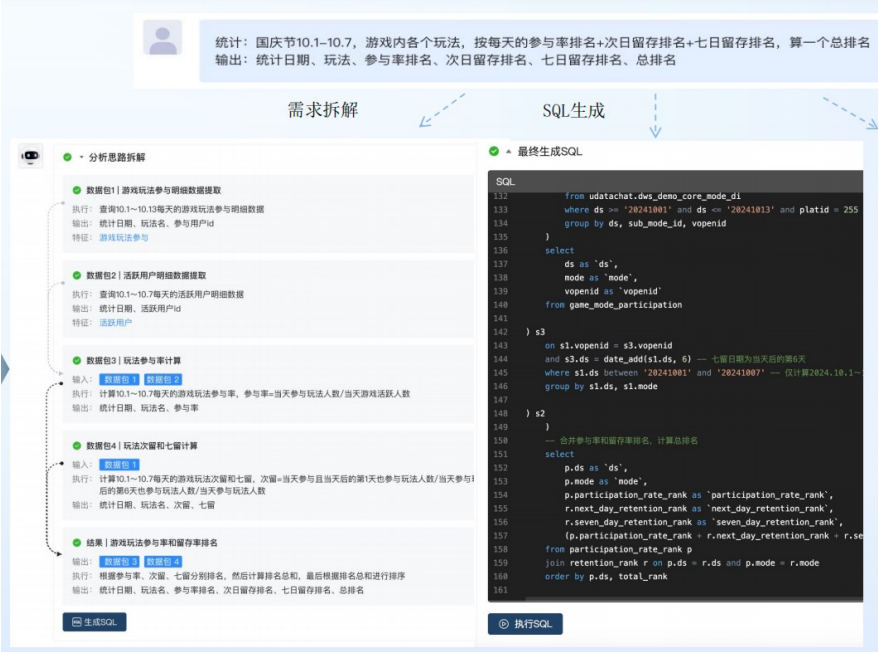 统计：国庆节10.1-10.7，游戏内各个玩法，按每天的参与率排名+次日留存排名+七日留存排名，算一个总排名
输出：统计日期、玩法、参与率排名、次日留存排名、七日留存排名、总排名
需求拆解
SQL生成
分析思路拆解
数据包1 | 游戏玩法参与明细数据提取
执行： 查询10.1~10.13每天的游戏玩法参与明细数据
输出： 统计日期、玩法名、参与用户id
特征： 游戏玩法参与
数据包2 | 活跃用户明细数据提取
执行： 查询10.1~10.7每天的活跃用户明细数据
输出： 统计日期、活跃用户id
特征： 活跃用户
数据包3 | 玩法参与率计算
输入： 数据包 1 数据包 2
执行： 计算10.1~10.7每天的游戏玩法参与率，参与率=当天参与玩法人数/当天游戏活跃人数
输出： 统计日期、玩法名、参与率
数据包4 | 玩法次留和七留计算
输入： 数据包 1
执行： 计算10.1~10.7每天的游戏玩法次留和七留，次留=当天参与且当天后的第1天也参与玩法人数/当天参与
后的第6天也参与玩法人数/当天参与玩法人数
输出： 统计日期、玩法名、次留、七留
结果 | 游戏玩法参与率和留存率排名
输出： 数据包 3 数据包 4
执行： 根据参与率、次留、七留分别排名，然后计算排名总和，最后根据排名总和进行排序
输出： 统计日期、玩法名、参与率排名、次日留存排名、七日留存排名、总排名
生成SQL
最终生成SQL
SQL
132 from udatachat.dws_demo_core_mode_di
133 where ds >= '20241001' and ds <= '20241013' and platid = 255
134 group by ds, sub_mode_id, vopenid
135 )
136 select
137 ds as `ds`,
138 mode as `mode`,
139 vopenid as `vopenid`
140 from game_mode_participation
141
142 ) s3
143 on s1.vopenid = s3.vopenid
144 and s3.ds = date_add(s1.ds, 6) -- 七留日期为当天后的第6天
145 where s1.ds between '20241001' and '20241007' -- 仅计算2024.10.1~
146 group by s1.ds, s1.mode
147
148 ) s2
149 )
150 -- 合并参与率和留存率排名，计算总排名
151 select
152 p.ds as `ds`,
153 p.mode as `mode`,
154 p.participation_rate_rank as `participation_rate_rank`,
155 r.next_day_retention_rank as `next_day_retention_rank`,
156 r.seven_day_retention_rank as `seven_day_retention_rank`,
157 (p.participation_rate_rank + r.next_day_retention_rank + r.se
158 from participation_rate_rank p
159 join retention_rank r on p.ds = r.ds and p.mode = r.mode
160 order by p.ds, total_rank
161
执行SQL